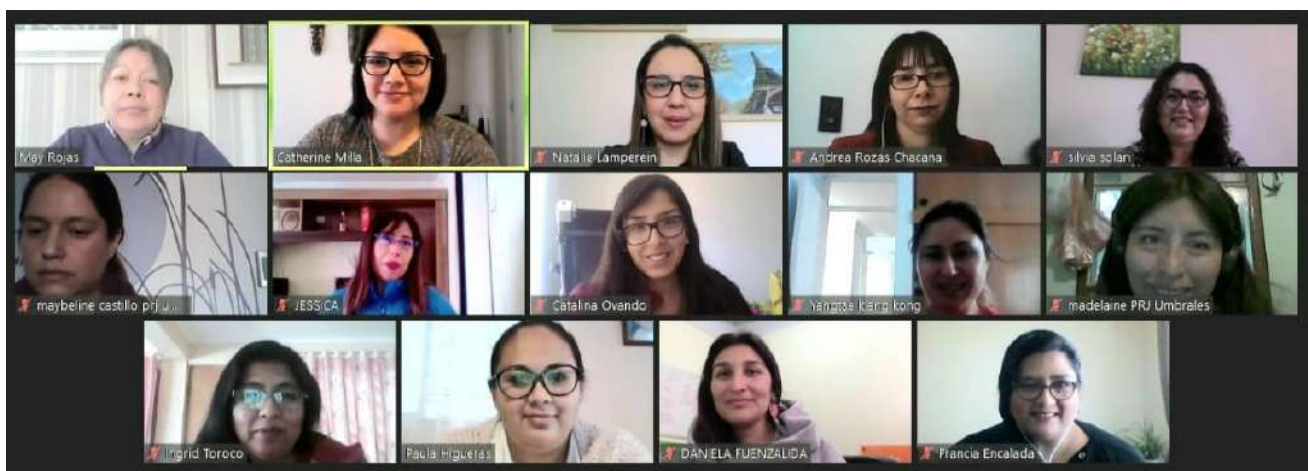 May Rojas
Catherine Milla
Natalie Lamperein
Andrea Rozas Chacana
silvia solari
maybeline castillo prj u...
JESSICA
Catalina Ovando
Yangtze kiang kong
madelaine PRJ Umbrales
Ingrid Toroco
Paula Higueras
DANIELA FUENZALIDA
Francia Encalada